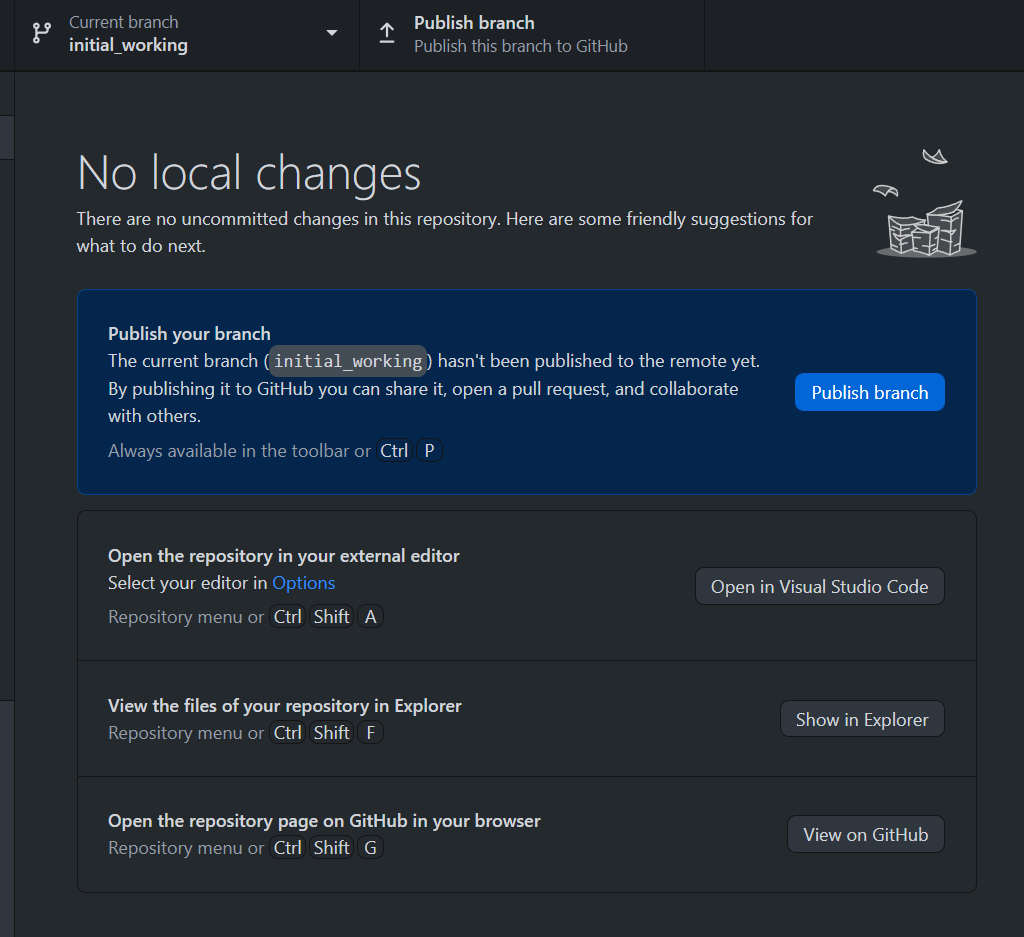 Current branch
initial_working
Publish branch
Publish this branch to GitHub
No local changes
There are no uncommitted changes in this repository. Here are some friendly suggestions for
what to do next.
Publish your branch
The current branch (initial_working) hasn't been published to the remote yet.
By publishing it to GitHub you can share it, open a pull request, and collaborate
with others.
Always available in the toolbar or Ctrl P
Publish branch
Open the repository in your external editor
Select your editor in Options
Repository menu or Ctrl Shift A
Open in Visual Studio Code
View the files of your repository in Explorer
Repository menu or Ctrl Shift F
Show in Explorer
Open the repository page on GitHub in your browser
Repository menu or Ctrl Shift G
View on GitHub